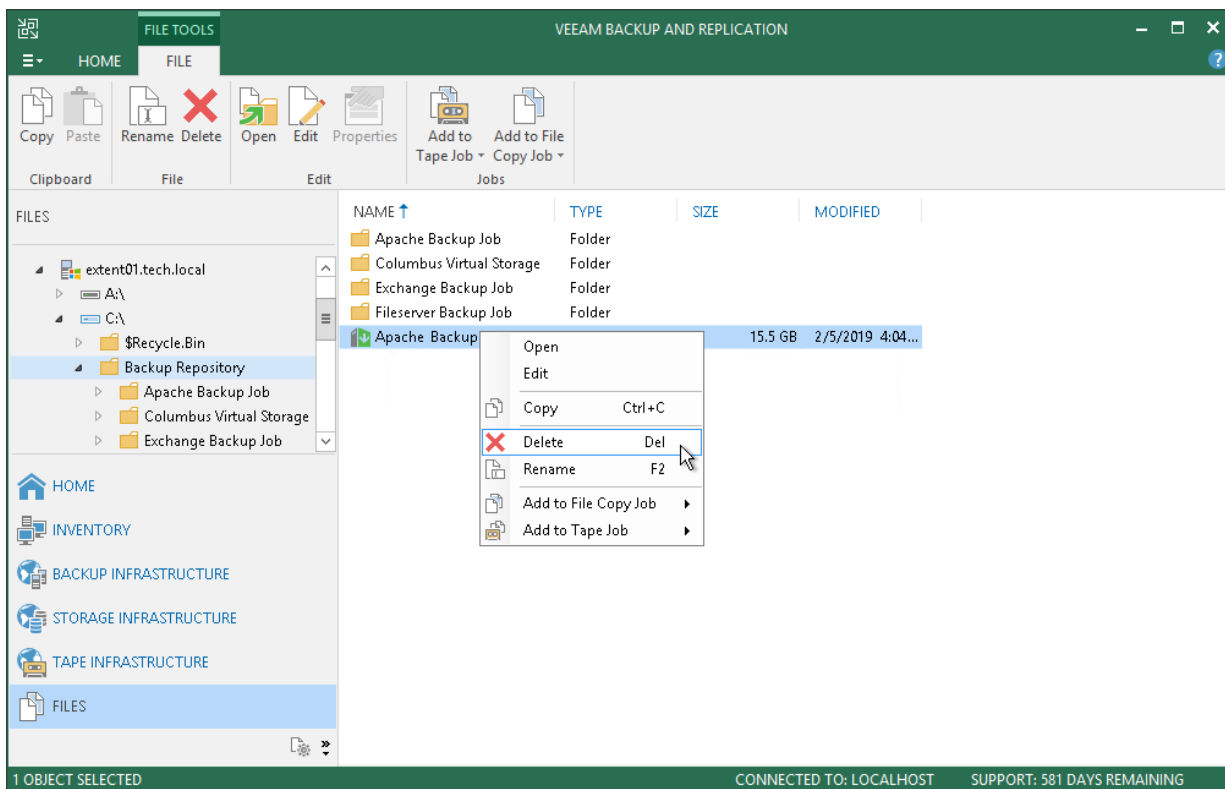 FILE TOOLS
VEEAM BACKUP AND REPLICATION
HOME FILE
Copy Paste Rename Delete Open Edit Properties Add to Tape Job Add to File Copy Job
Clipboard File Edit Jobs
FILES
extent01.tech.local
A:\
C:\
$Recycle.Bin
Backup Repository
Apache Backup Job
Columbus Virtual Storage
Exchange Backup Job
HOME
INVENTORY
BACKUP INFRASTRUCTURE
STORAGE INFRASTRUCTURE
TAPE INFRASTRUCTURE
FILES
NAME TYPE SIZE MODIFIED
Apache Backup Job Folder
Columbus Virtual Storage Folder
Exchange Backup Job Folder
Fileserver Backup Job Folder
Apache Backup 15.5 GB 2/5/2019 4:04...
Open
Edit
Copy Ctrl+C
Delete Del
Rename F2
Add to File Copy Job
Add to Tape Job
1 OBJECT SELECTED CONNECTED TO: LOCALHOST SUPPORT: 581 DAYS REMAINING